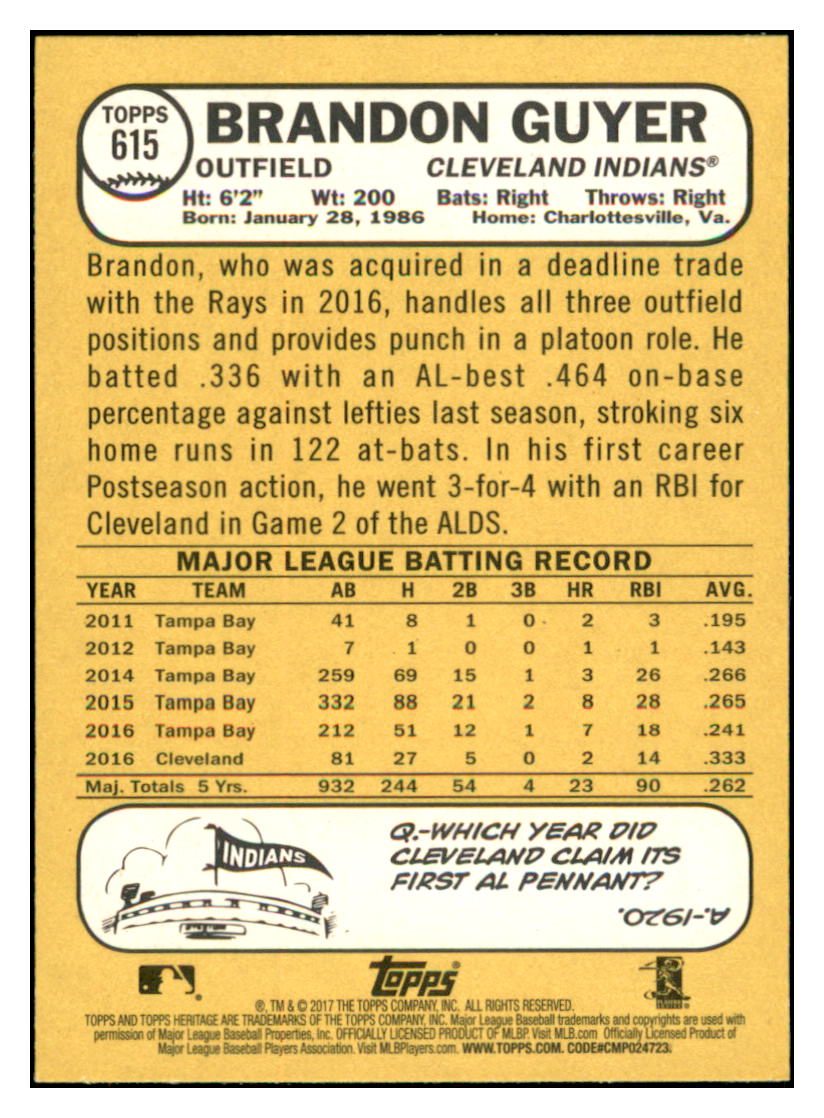 TOPPS
615
BRANDON GUYER
OUTFIELD CLEVELAND INDIANS®
Ht: 6'2" Wt: 200 Bats: Right Throws: Right
Born: January 28, 1986 Home: Charlottesville, Va.
Brandon, who was acquired in a deadline trade
with the Rays in 2016, handles all three outfield
positions and provides punch in a platoon role. He
batted .336 with an AL-best .464 on-base
percentage against lefties last season, stroking six
home runs in 122 at-bats. In his first career
Postseason action, he went 3-for-4 with an RBI for
Cleveland in Game 2 of the ALDS.
MAJOR LEAGUE BATTING RECORD
YEAR TEAM AB H 2B 3B HR RBI AVG.
2011 Tampa Bay 41 8 1 0 2 3 .195
2012 Tampa Bay 7 1 0 0 1 1 .143
2014 Tampa Bay 259 69 15 1 3 26 .266
2015 Tampa Bay 332 88 21 2 8 28 .265
2016 Tampa Bay 212 51 12 1 7 18 .241
2016 Cleveland 81 27 5 0 2 14 .333
Maj. Totals 5 Yrs. 932 244 54 4 23 90 .262
INDIANS
Q.-WHICH YEAR DID
CLEVELAND CLAIM ITS
FIRST AL PENNANT?
A.-1920.
Topps®
®, TM & © 2017 THE TOPPS COMPANY, INC. ALL RIGHTS RESERVED.
TOPPS AND TOPPS HERITAGE ARE TRADEMARKS OF THE TOPPS COMPANY, INC. Major League Baseball trademarks and copyrights are used with
permission of Major League Baseball Properties, Inc. OFFICIALLY LICENSED PRODUCT OF MLBP. Visit MLB.com Officially Licensed Product of
Major League Baseball Players Association. Visit MLBPlayers.com. WWW.TOPPS.COM. CODE#CMP024723.